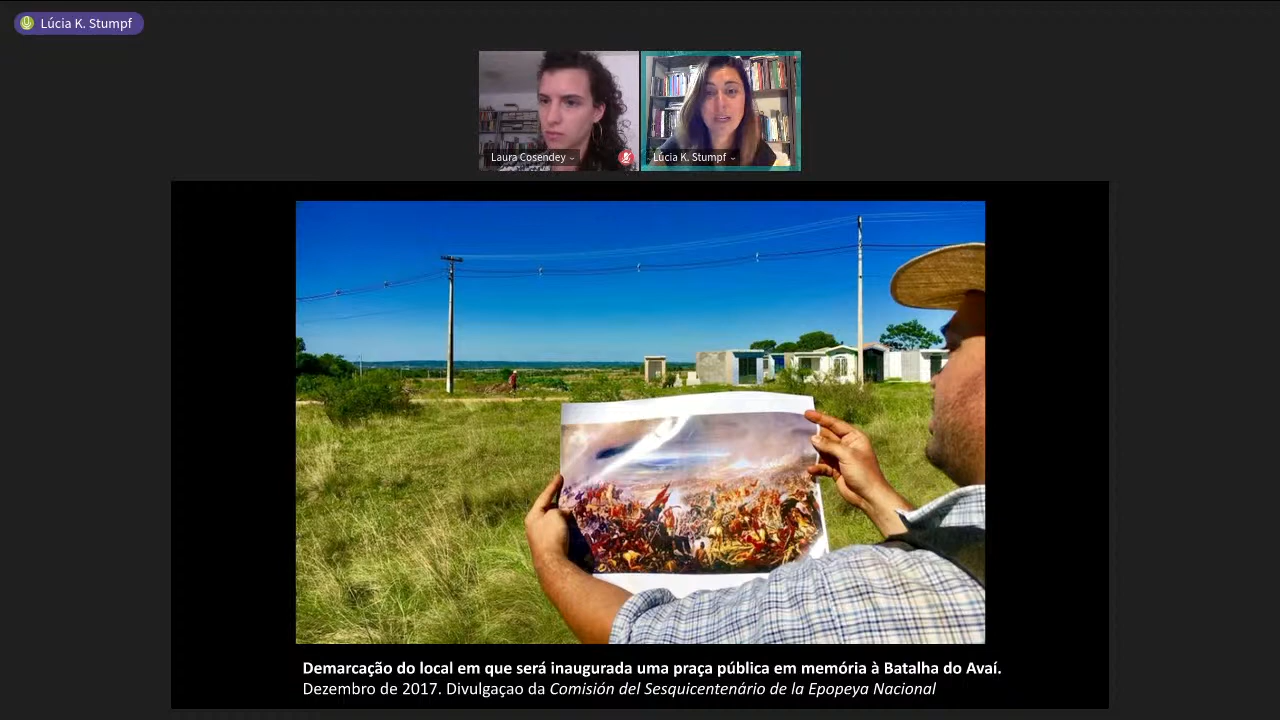 Lúcia K. Stumpf
Laura Cosendey
Lúcia K. Stumpf
Demarcação do local em que será inaugurada uma praça pública em memória à Batalha do Avaí.
Dezembro de 2017. Divulgaçao da Comisión del Sesquicentenário de la Epopeya Nacional